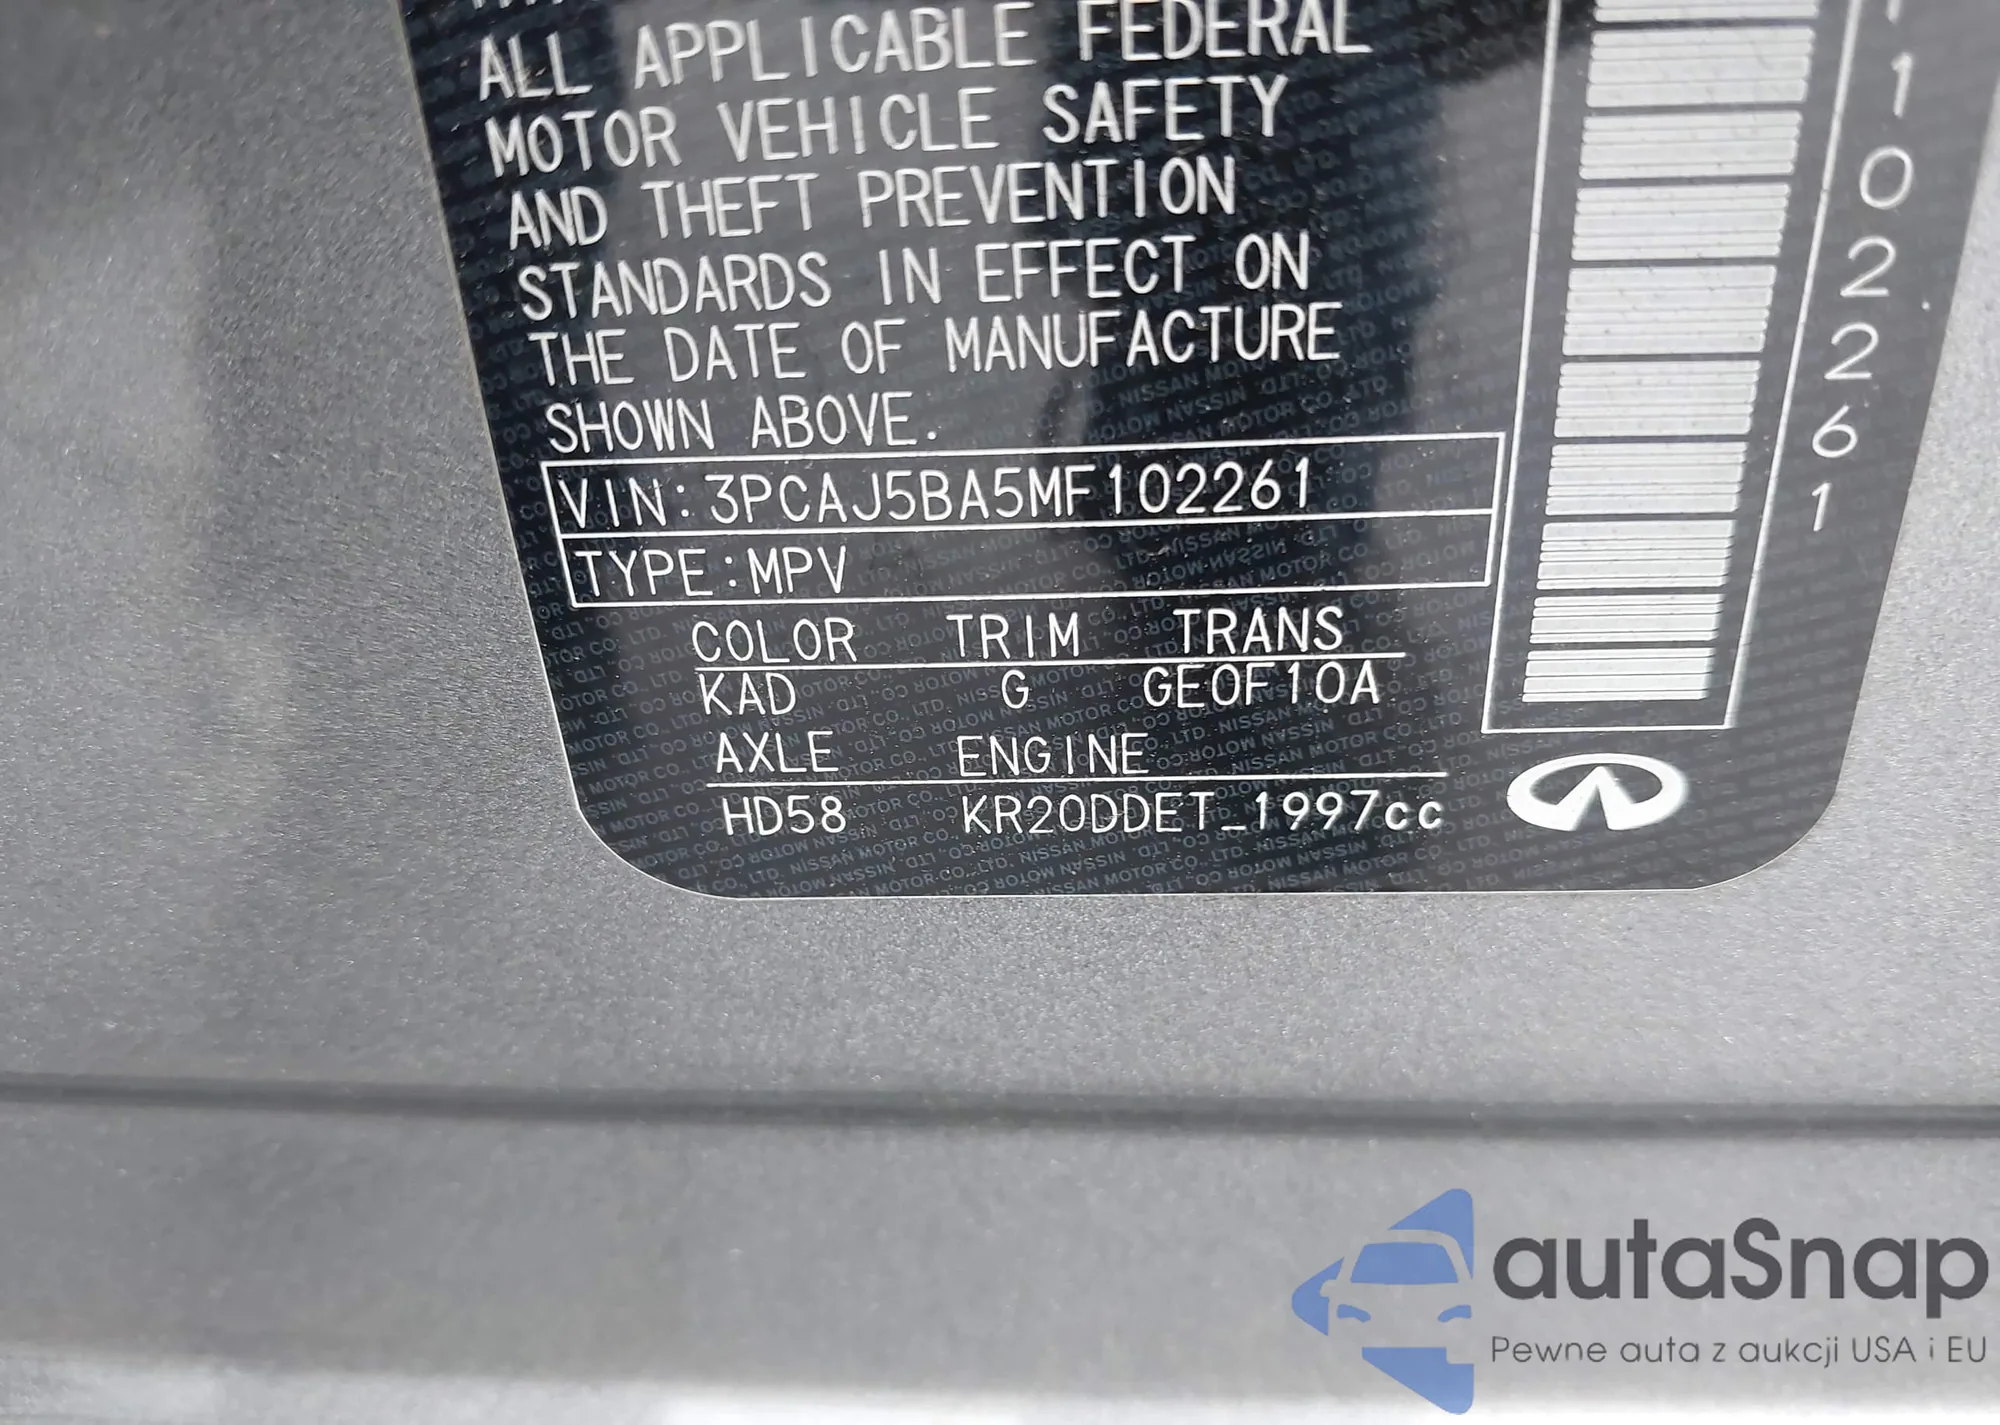 ALL APPLICABLE FEDERAL
MOTOR VEHICLE SAFETY
AND THEFT PREVENTION
STANDARDS IN EFFECT ON
THE DATE OF MANUFACTURE
SHOWN ABOVE.
VIN: 3PCAJ5BA5MF102261
TYPE:MPV
COLOR TRIM TRANS
KAD G GE0F10A
AXLE ENGINE
HD58 KR20DDET_1997cc
102261
autaSnap
Pewne auta z aukcji USA i EU